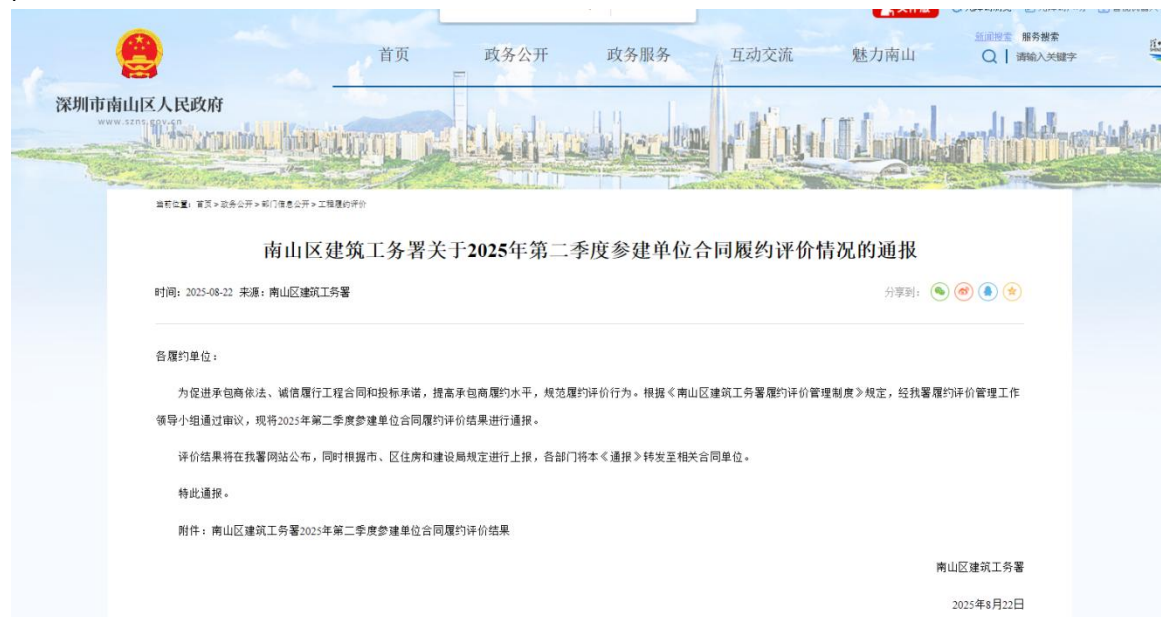 新闻搜索 服务搜索
首页 政务公开 政务服务 互动交流 魅力南山
请输入关键字
深圳市南山区人民政府
www.szns.gov.cn
当前位置：首页>政务公开>部门信息公开>工程履约评价
南山区建筑工务署关于2025年第二季度参建单位合同履约评价情况的通报
时间：2025-08-22 来源：南山区建筑工务署
分享到：
各履约单位：
为促进承包商依法、诚信履行工程合同和投标承诺，提高承包商履约水平，规范履约评价行为。根据《南山区建筑工务署履约评价管理制度》规定，经我署履约评价管理工作
领导小组通过审议，现将2025年第二季度参建单位合同履约评价结果进行通报。
评价结果将在我署网站公布，同时根据市、区住房和建设局规定进行上报，各部门将本《通报》转发至相关合同单位。
特此通报。
附件：南山区建筑工务署2025年第二季度参建单位合同履约评价结果
南山区建筑工务署
2025年8月22日